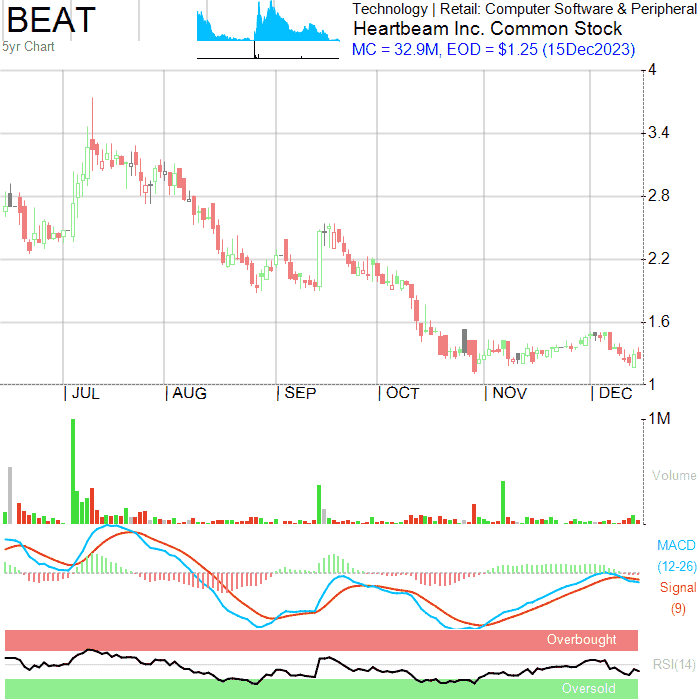 BEAT
5yr Chart
Technology | Retail: Computer Software & Peripheral
Heartbeam Inc. Common Stock
MC = 32.9M, EOD = $1.25 (15Dec2023)
4
3.4
2.8
2.2
1.6
1
| JUL | AUG | SEP | OCT | NOV | DEC
1M
Volume
MACD
(12-26)
Signal
(9)
Overbought
RSI(14)
Oversold